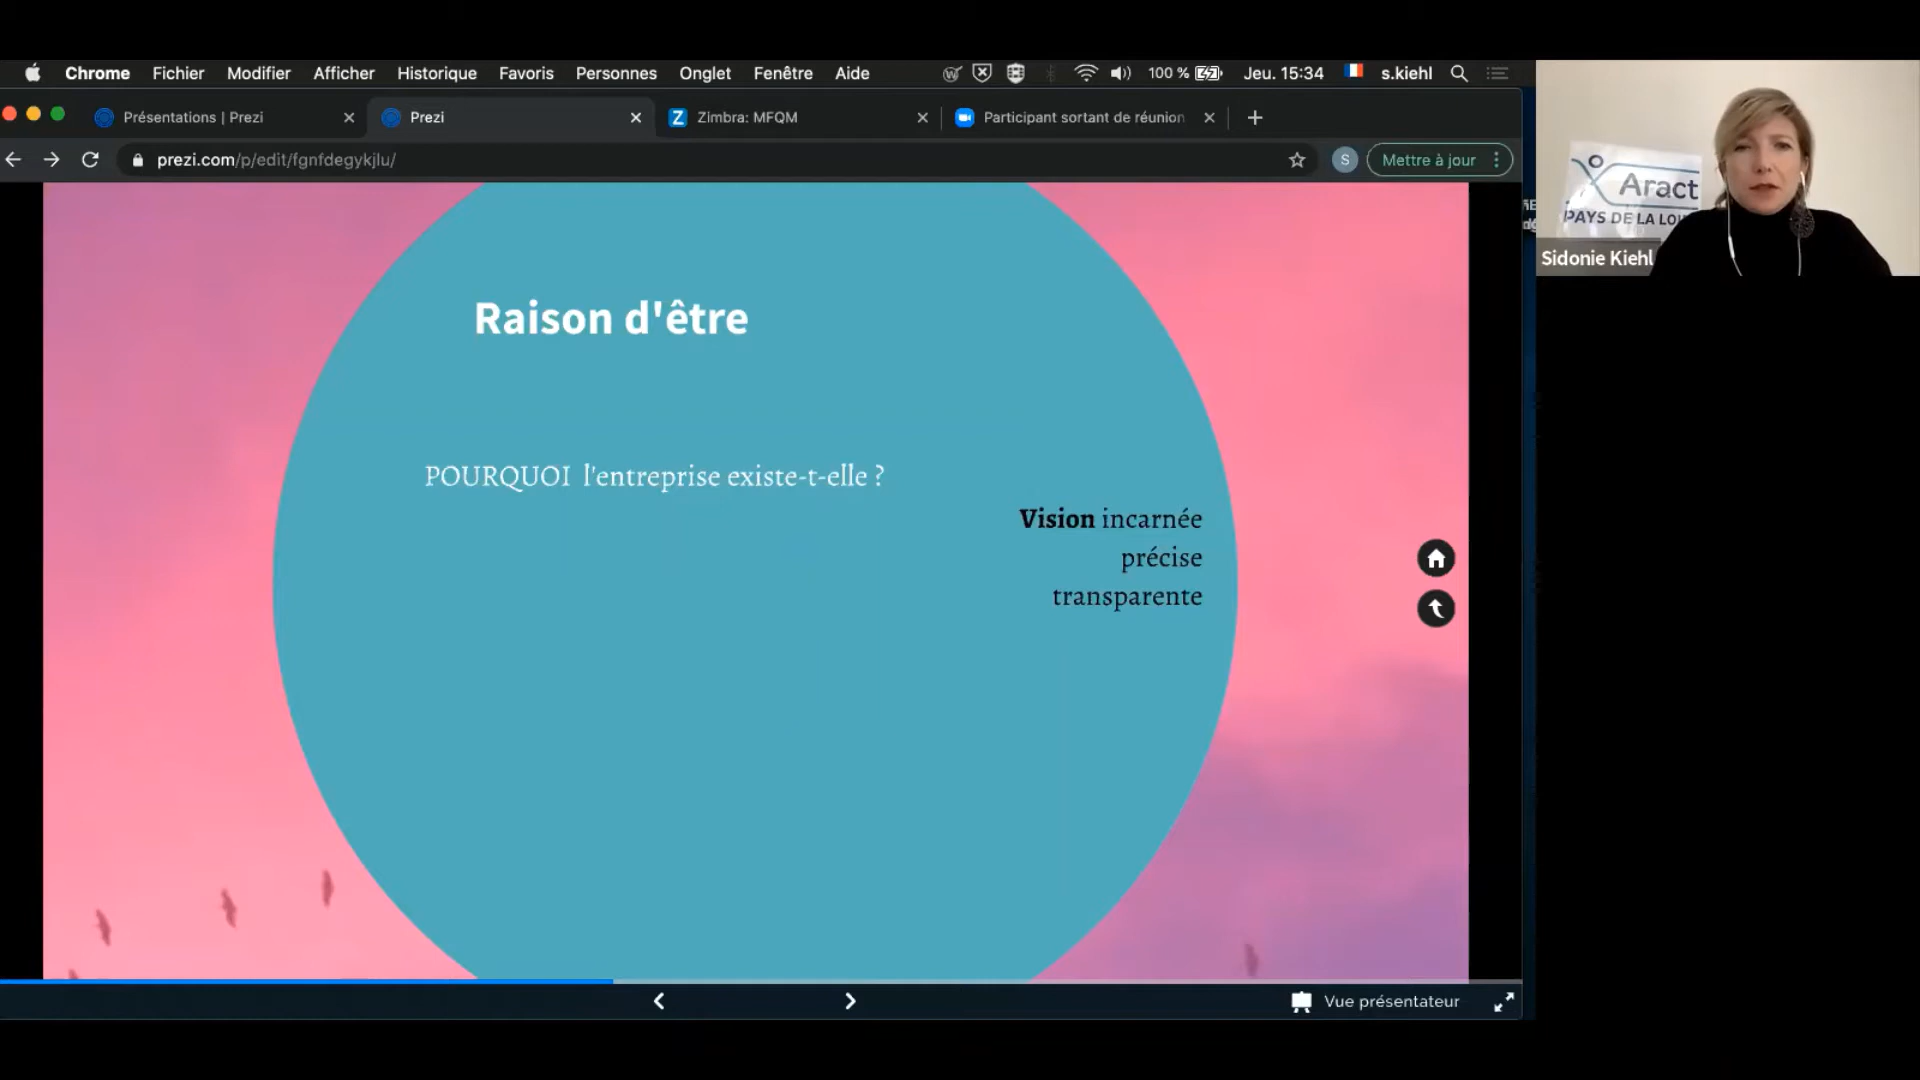 Chrome Fichier Modifier Afficher Historique Favoris Personnes Onglet Fenêtre Aide 100 % Jeu. 15:34 s.kiehl
Présentations | Prezi Prezi Zimbra: MFQM Participant sortant de réunion
prezi.com/p/edit/fgnfdegykjlu/ S Mettre à jour
Aract
PAYS DE LA LOI
Sidonie Kiehl
Raison d'être
POURQUOI l'entreprise existe-t-elle ?
Vision incarnée
précise
transparente
Vue présentateur